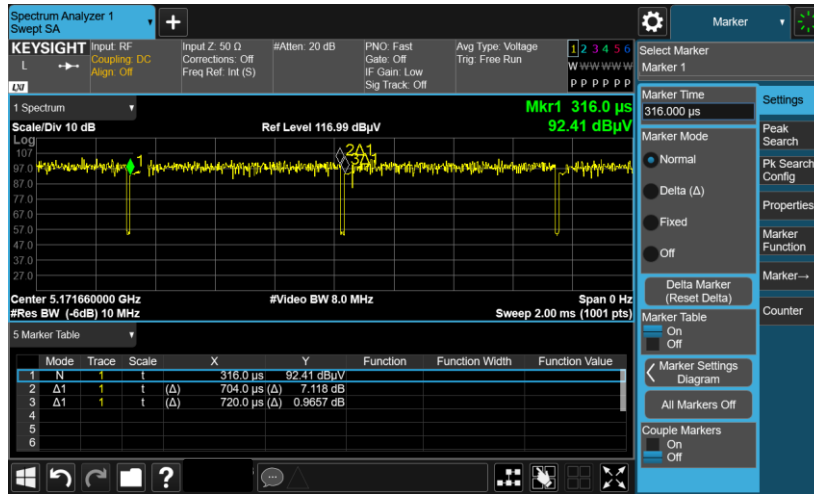 Spectrum Analyzer 1
Swept SA
Marker
KEYSIGHT
L
LXI
Input: RF
Coupling: DC
Align: Off
Input Z: 50 Ω
Corrections: Off
Freq Ref: Int (S)
#Atten: 20 dB
PNO: Fast
Gate: Off
IF Gain: Low
Sig Track: Off
Avg Type: Voltage
Trig: Free Run
1 2 3 4 5 6
W W W W W W
P P P P P P
Select Marker
Marker 1
1 Spectrum
Mkr1 316.0 µs
Scale/Div 10 dB
Ref Level 116.99 dBµV
92.41 dBµV
Log
107
97.0
87.0
77.0
67.0
57.0
47.0
37.0
27.0
1
2Δ1
3Δ1
Center 5.171660000 GHz
#Video BW 8.0 MHz
Span 0 Hz
#Res BW (-6dB) 10 MHz
Sweep 2.00 ms (1001 pts)
5 Marker Table
Mode Trace Scale X Y Function Function Width Function Value
1 N 1 t 316.0 µs 92.41 dBµV
2 Δ1 1 t (Δ) 704.0 µs (Δ) 7.118 dB
3 Δ1 1 t (Δ) 720.0 µs (Δ) 0.9657 dB
4
5
6
?
Marker Time
316.000 µs
Marker Mode
Normal
Delta (Δ)
Fixed
Off
Delta Marker
(Reset Delta)
Marker Table
On
Off
Marker Settings
Diagram
All Markers Off
Couple Markers
On
Off
Settings
Peak
Search
Pk Search
Config
Properties
Marker
Function
Marker→
Counter